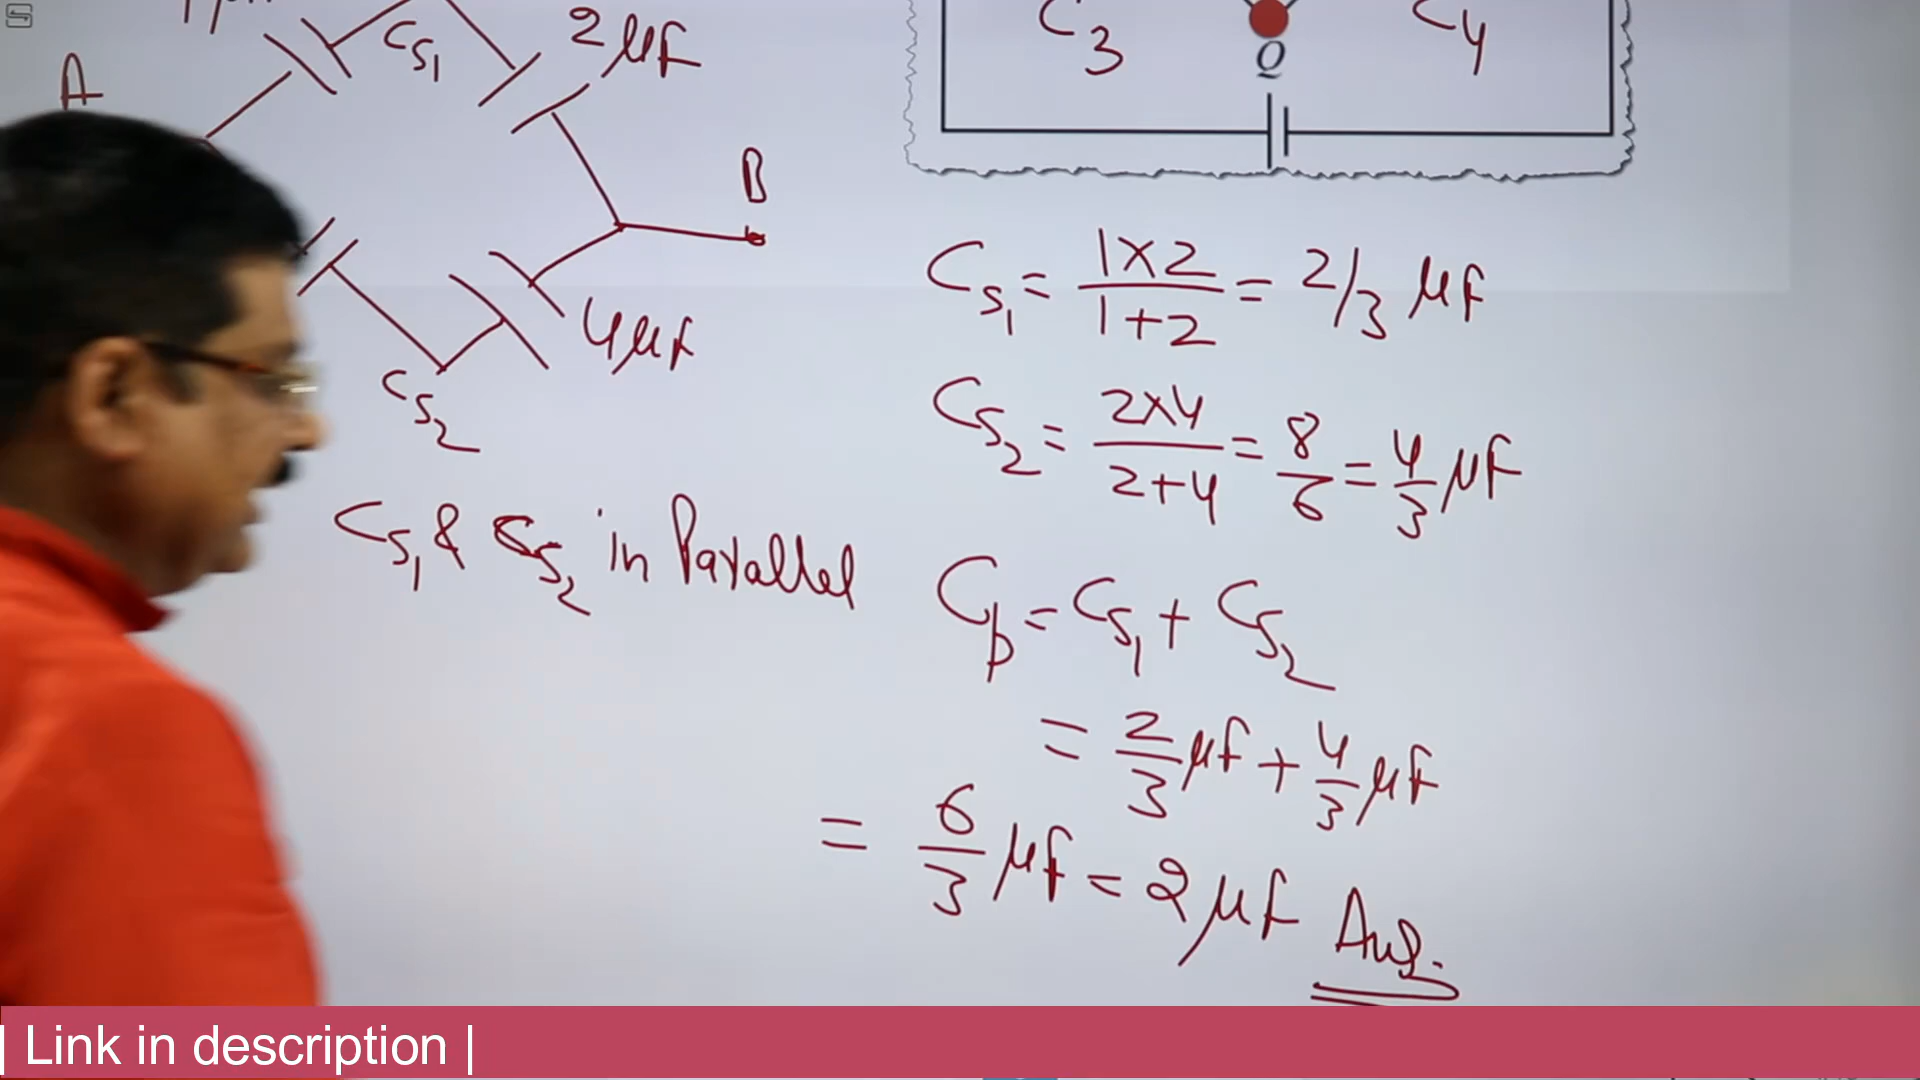 Cs₁
2 μF
A
B
4 μF
Cs₂
Cs₁ & Cs₂ in Parallel
C₃
Q
C₄
Cs₁ = 1×2 / 1+2 = 2/3 μF
Cs₂ = 2×4 / 2+4 = 8/6 = 4/3 μF
Cp = Cs₁ + Cs₂
= 2/3 μF + 4/3 μF
= 6/3 μF = 2 μF Ans.
| Link in description |